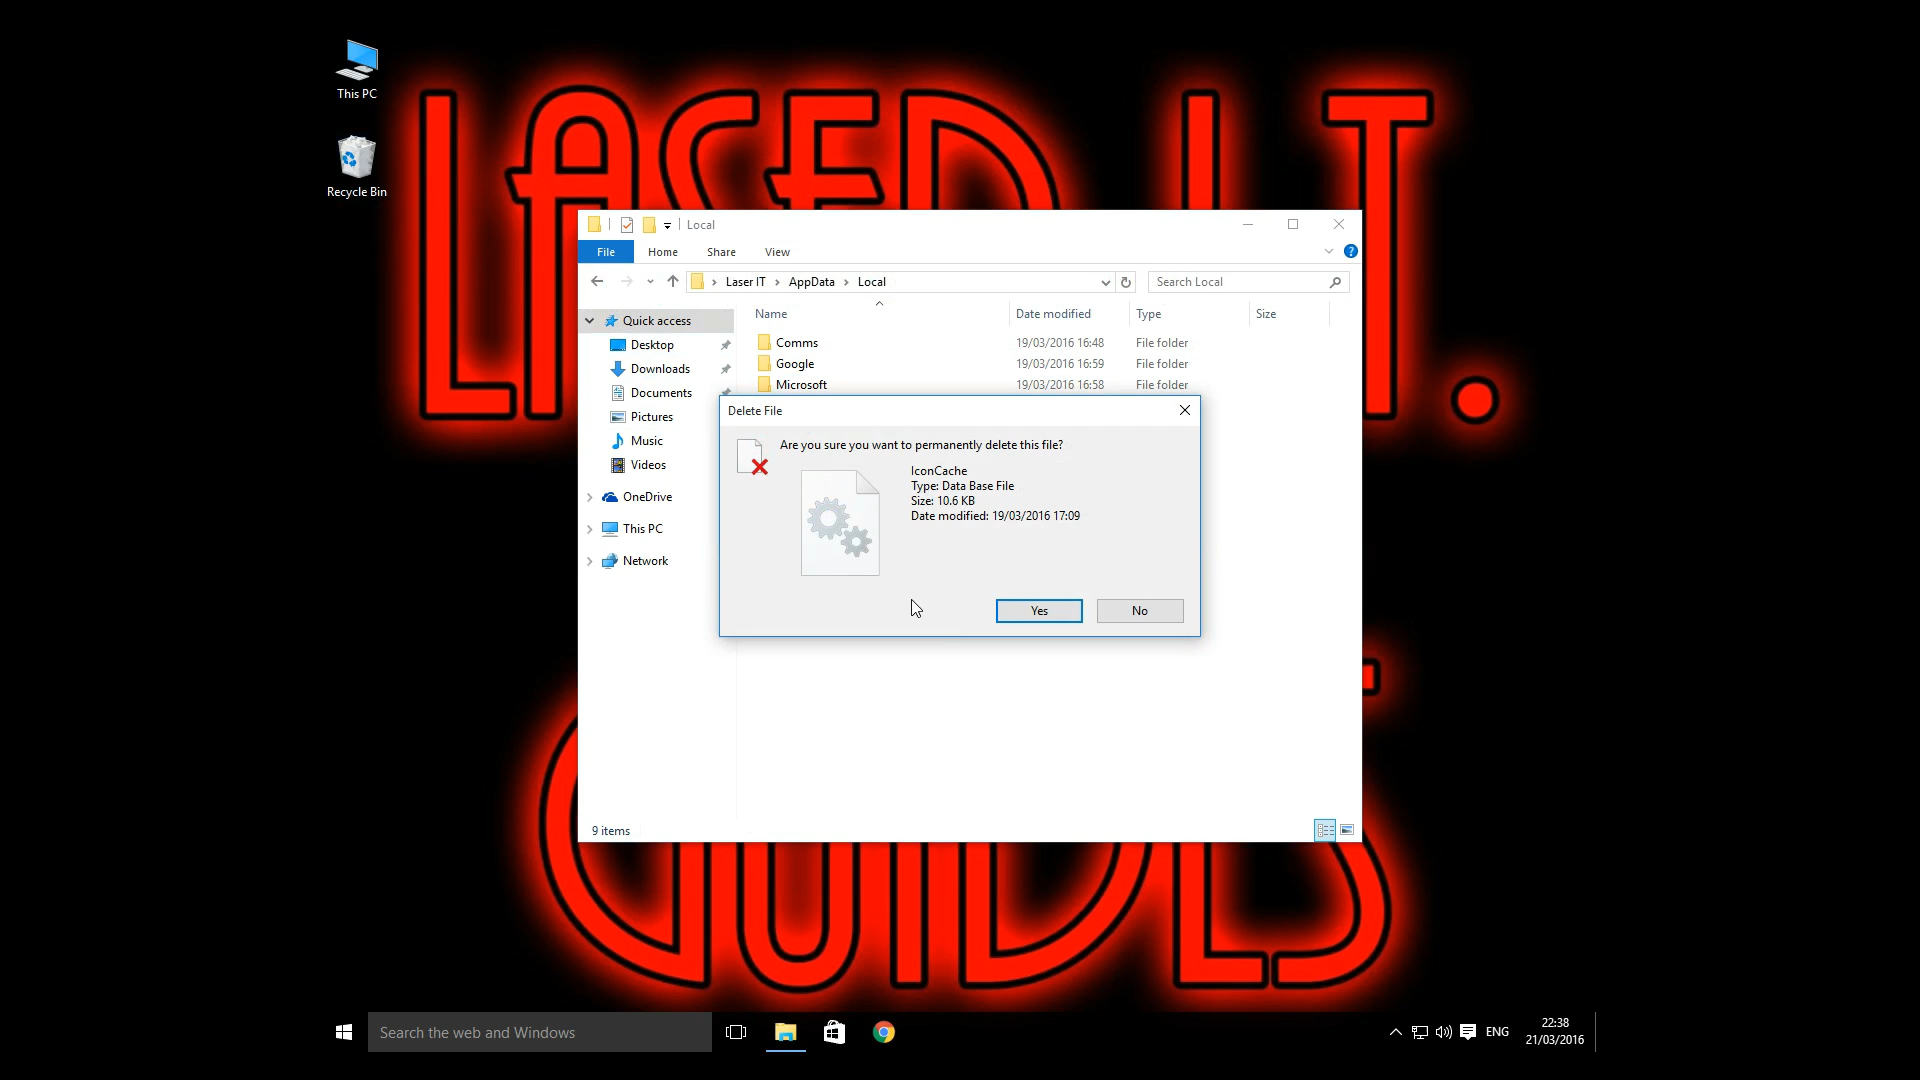 This PC
Recycle Bin
LASER I.T.
GUIDES
Local
File
Home
Share
View
?
Laser IT > AppData > Local
Search Local
Quick access
Desktop
Downloads
Documents
Pictures
Music
Videos
OneDrive
This PC
Network
Name
Date modified
Type
Size
Comms 19/03/2016 16:48 File folder
Google 19/03/2016 16:59 File folder
Microsoft 19/03/2016 16:58 File folder
Delete File
Are you sure you want to permanently delete this file?
IconCache
Type: Data Base File
Size: 10.6 KB
Date modified: 19/03/2016 17:09
Yes
No
9 items
Search the web and Windows
ENG
22:38
21/03/2016